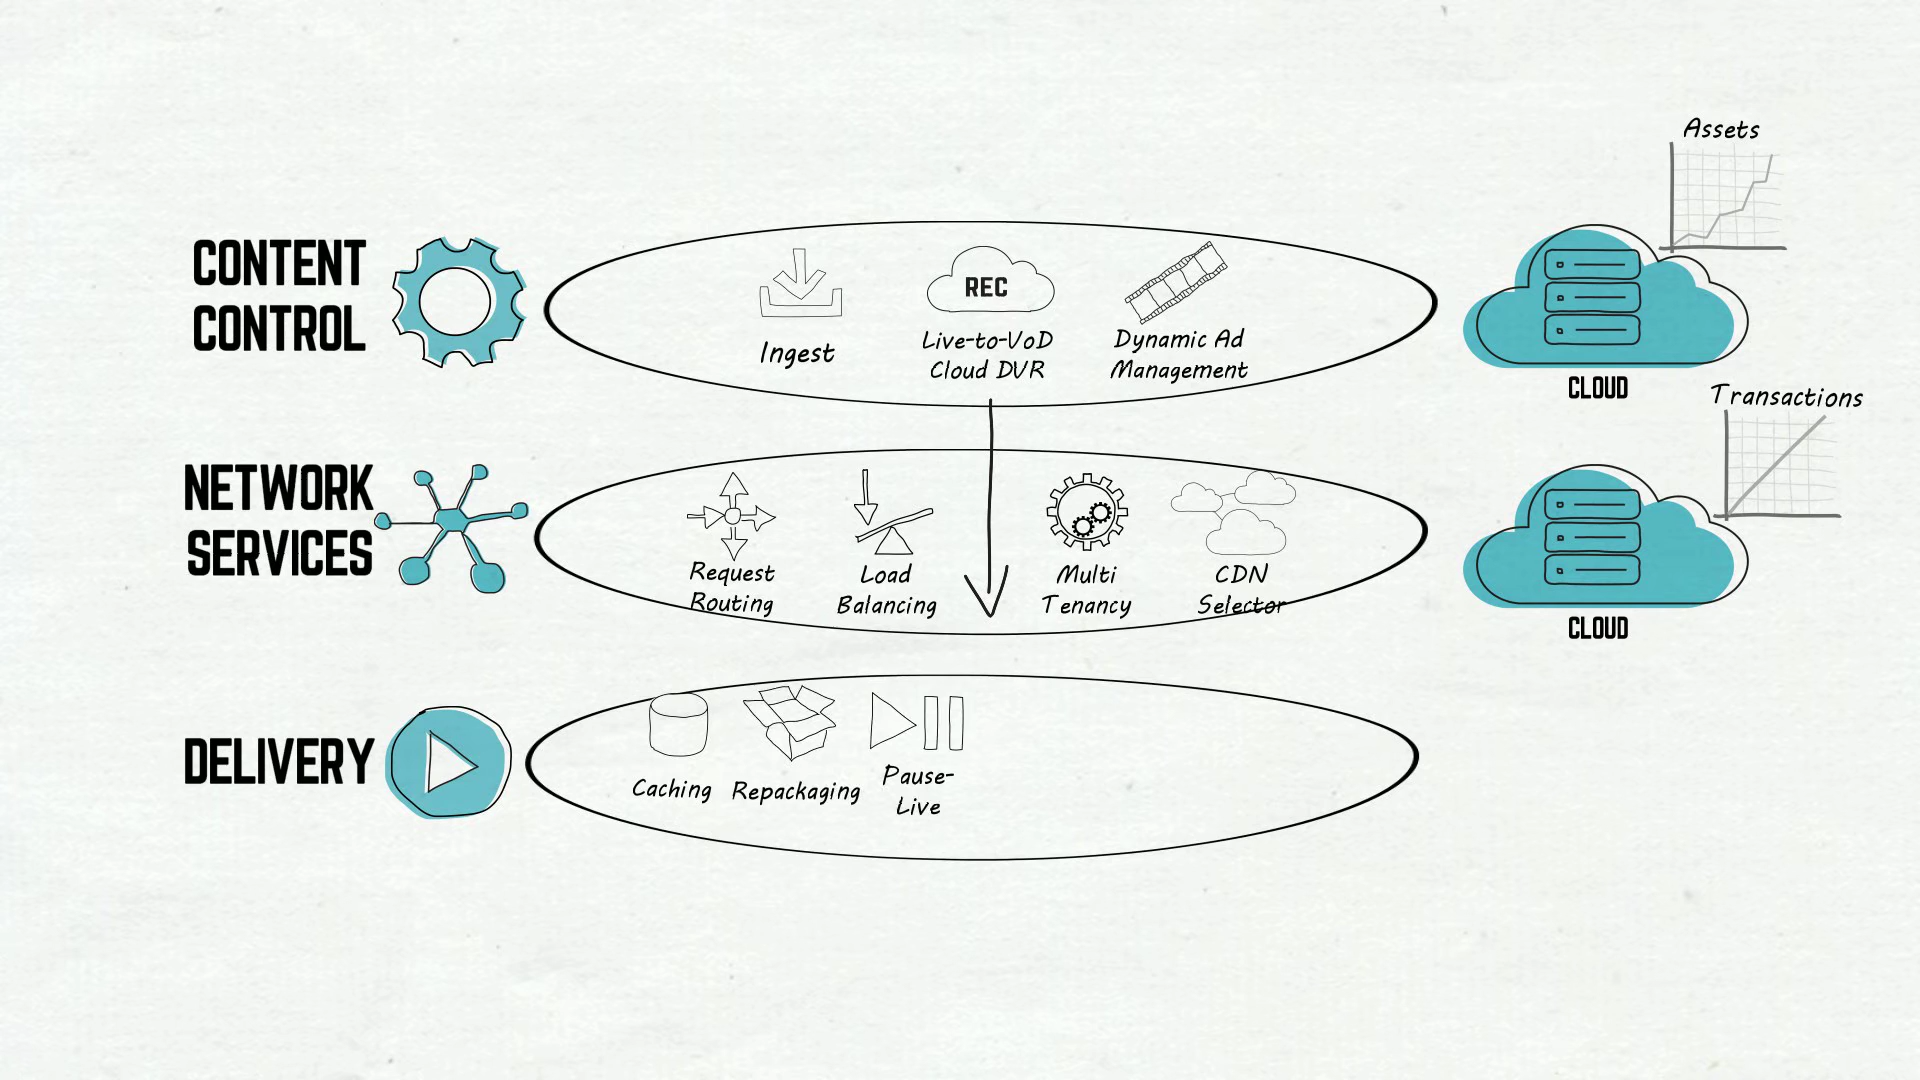 Assets
CONTENT
CONTROL
REC
Ingest
Live-to-VoD
Cloud DVR
Dynamic Ad
Management
CLOUD
Transactions
NETWORK
SERVICES
Request
Routing
Load
Balancing
Multi
Tenancy
CDN
Selector
CLOUD
DELIVERY
Caching
Repackaging
Pause-
Live